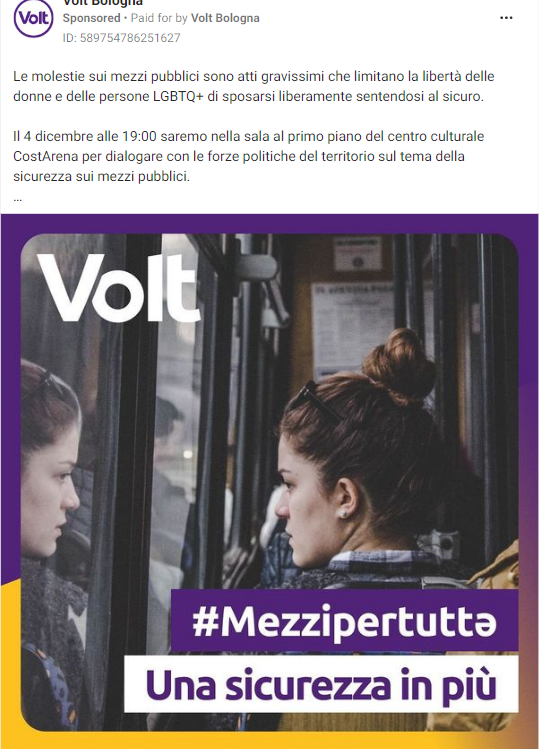 Volt Bologna
Volt
Sponsored • Paid for by Volt Bologna
ID: 589754786251627
Le molestie sui mezzi pubblici sono atti gravissimi che limitano la libertà delle
donne e delle persone LGBTQ+ di sposarsi liberamente sentendosi al sicuro.
Il 4 dicembre alle 19:00 saremo nella sala al primo piano del centro culturale
CostArena per dialogare con le forze politiche del territorio sul tema della
sicurezza sui mezzi pubblici.
...
Volt
#Mezzipertuttə
Una sicurezza in più